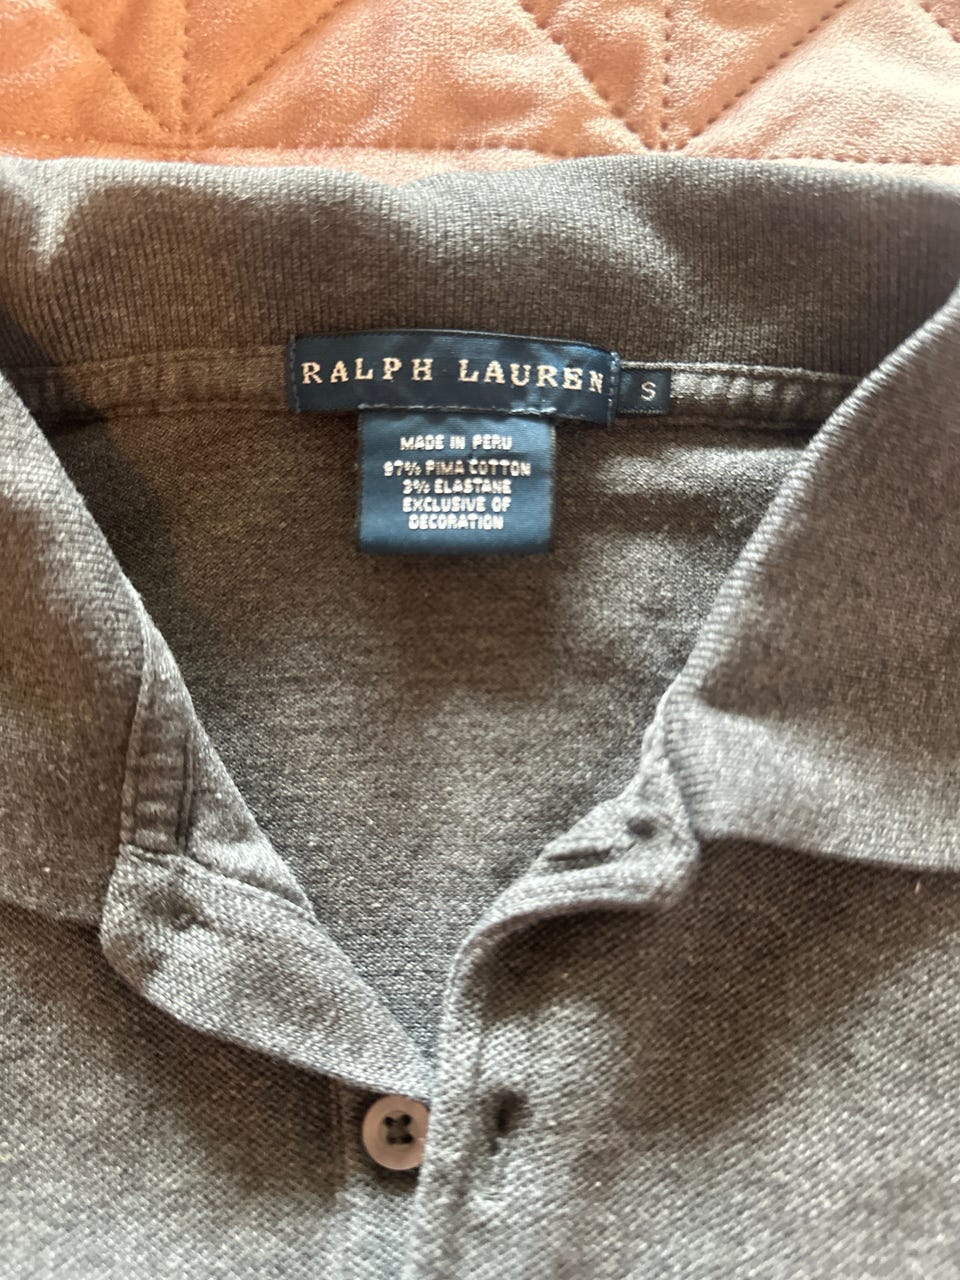 RALPH LAUREN
S
MADE IN PERU
97% PIMA COTTON
3% ELASTANE
EXCLUSIVE OF
DECORATION